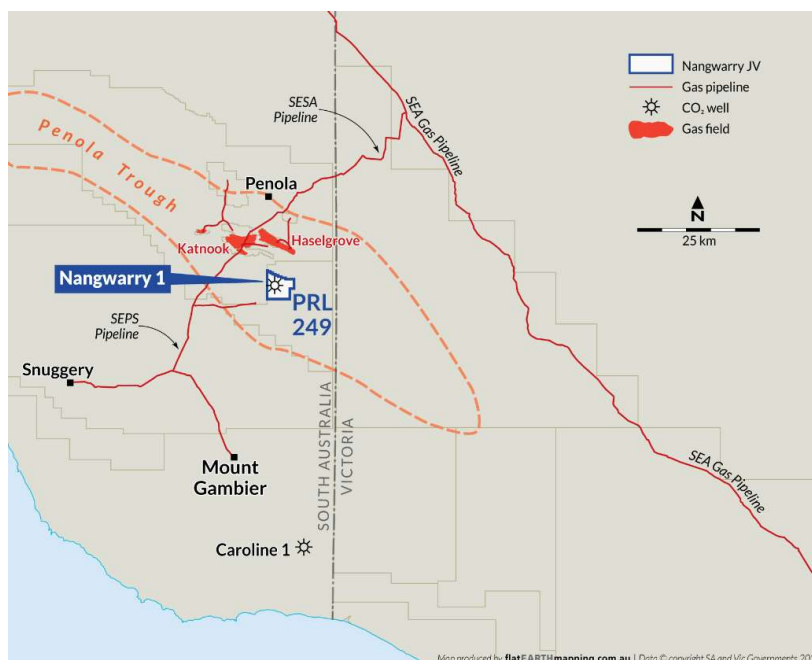 Nangwarry JV
Gas pipeline
CO₂ well
Gas field
N
25 km
SEA Gas Pipeline
SESA
Pipeline
Penola Trough
Penola
Katnook
Haselgrove
Nangwarry 1
PRL
249
SEPS
Pipeline
Snuggery
Mount
Gambier
SOUTH AUSTRALIA
VICTORIA
SEA Gas Pipeline
Caroline 1
Map produced by flatEARTHmapping.com.au | Data © copyright SA and Vic Governments